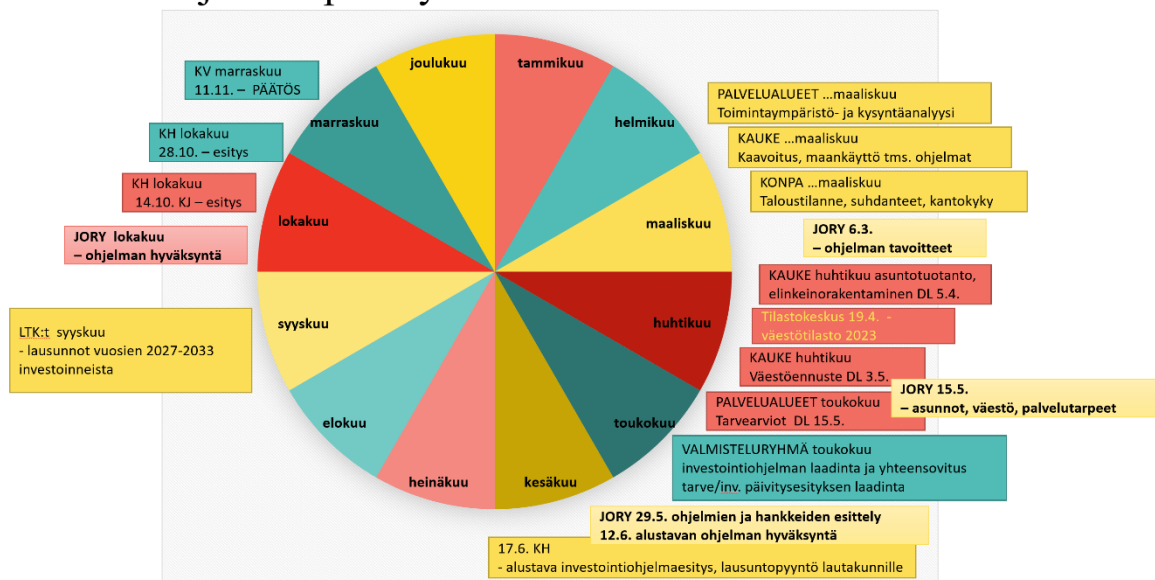 joulukuu
tammikuu
helmikuu
maaliskuu
huhtikuu
toukokuu
kesäkuu
heinäkuu
elokuu
syyskuu
lokakuu
marraskuu
PALVELUALUEET ...maaliskuu
Toimintaympäristö- ja kysyntäanalyysi
KAUKE ...maaliskuu
Kaavoitus, maankäyttö tms. ohjelmat
KONPA ...maaliskuu
Taloustilanne, suhdanteet, kantokyky
JORY 6.3.
– ohjelman tavoitteet
KAUKE huhtikuu asuntotuotanto,
elinkeinorakentaminen DL 5.4.
Tilastokeskus 19.4. -
väestötilasto 2023
KAUKE huhtikuu
Väestöennuste DL 3.5.
JORY 15.5.
– asunnot, väestö, palvelutarpeet
PALVELUALUEET toukokuu
Tarvearviot DL 15.5.
VALMISTELURYHMÄ toukokuu
investointiohjelman laadinta ja yhteensovitus
tarve/inv. päivitysesityksen laadinta
JORY 29.5. ohjelmien ja hankkeiden esittely
12.6. alustavan ohjelman hyväksyntä
17.6. KH
- alustava investointiohjelmaesitys, lausuntopyyntö lautakunnille
LTK:t syyskuu
- lausunnot vuosien 2027-2033
investoinneista
JORY lokakuu
– ohjelman hyväksyntä
KH lokakuu
14.10. KJ – esitys
KH lokakuu
28.10. – esitys
KV marraskuu
11.11. – PÄÄTÖS